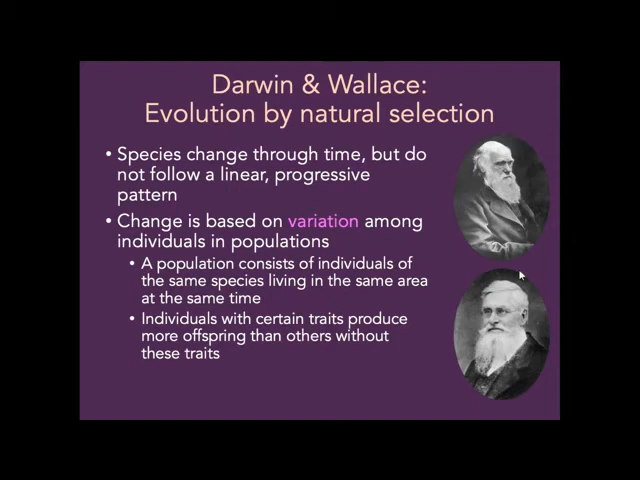 Darwin & Wallace:
Evolution by natural selection
• Species change through time, but do
not follow a linear, progressive
pattern
• Change is based on variation among
individuals in populations
• A population consists of individuals of
the same species living in the same area
at the same time
• Individuals with certain traits produce
more offspring than others without
these traits